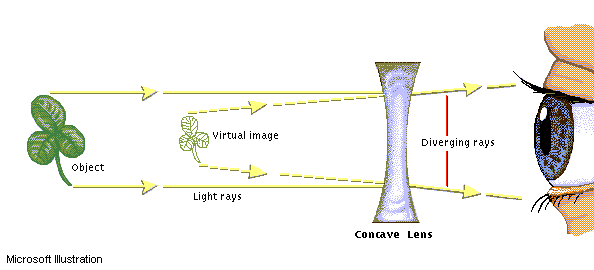 Virtual image
Diverging rays
Object
Light rays
Concave Lens
Microsoft Illustration